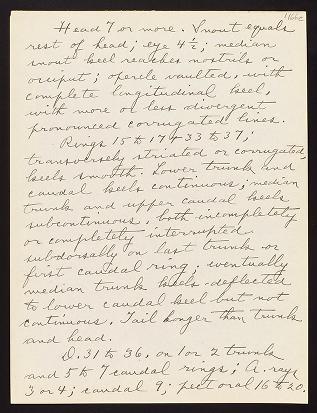 1166c
Head 7 or more. Snout equals
rest of head; eye 4½; median
snout keel reaches nostrils or
occiput; opercle vaulted, with
complete longitudinal keel,
with more or less divergent
pronounced corrugated lines.
Rings 15 to 17 + 33 to 37,
transversely striated or corrugated,
keels smooth. Lower trunk and
caudal keels continuous; median
trunk and upper caudal keels
subcontinuous, both incompletely
or completely interrupted
subdorsally on last trunk or
first caudal ring; eventually
median trunk keels deflected
to lower caudal keel but not
continuous. Tail longer than trunk
and head.
D. 31 to 36, on 1 or 2 trunk
and 5 to 7 caudal rings; A. rays
3 or 4; caudal 9; pectoral 16 to 20.